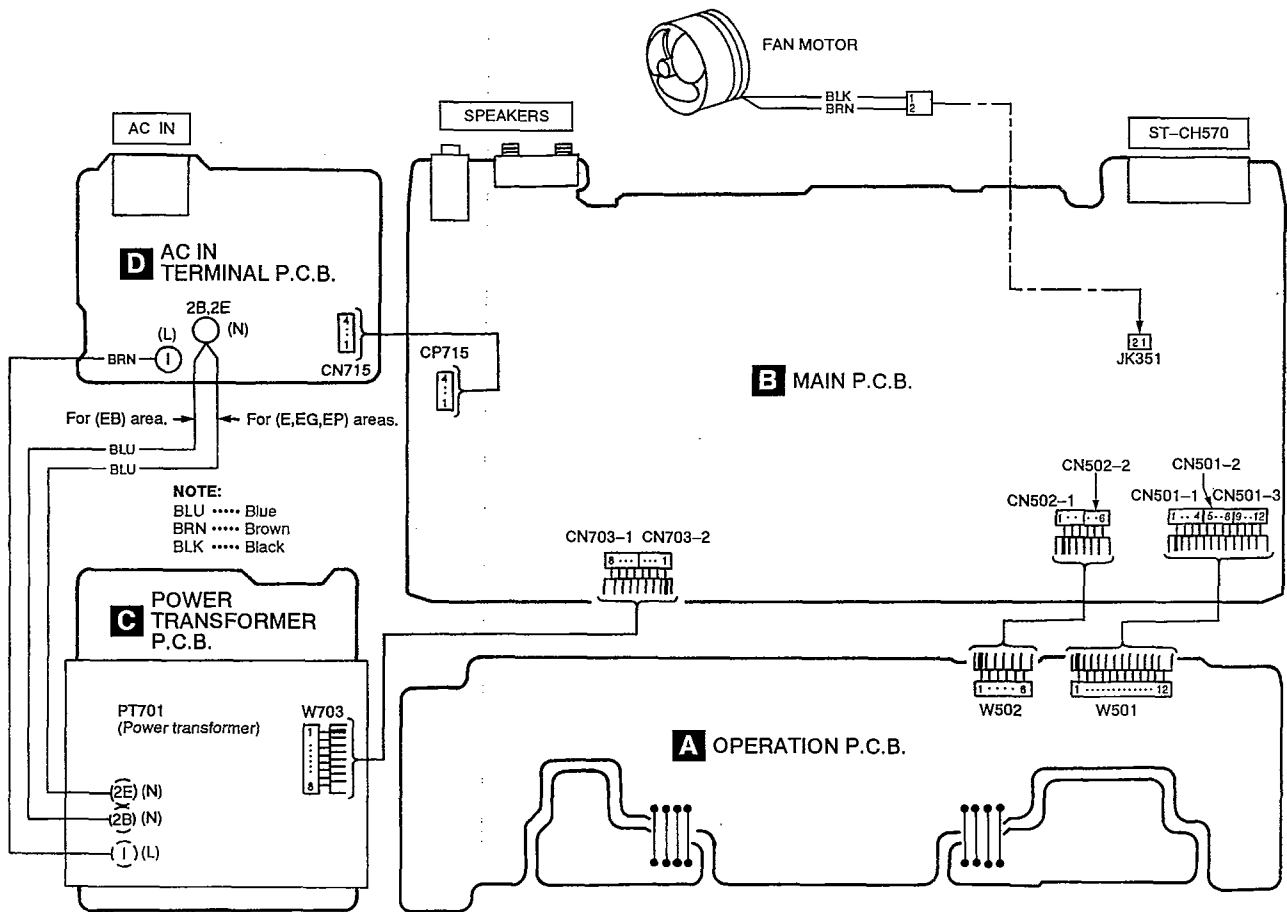 FAN MOTOR
BLK
BRN
1
2
AC IN
SPEAKERS
ST-CH570
D AC IN
TERMINAL P.C.B.
2B,2E
(L)
(N)
BRN
I
4
1
CN715
CP715
4
1
2 1
JK351
B MAIN P.C.B.
For (EB) area.
For (E,EG,EP) areas.
BLU
BLU
NOTE:
BLU ····· Blue
BRN ····· Brown
BLK ····· Black
CN502-2
CN501-2
CN502-1
CN501-1 CN501-3
1 ·· ··6
1 ·· 4 5··8 9··12
CN703-1 CN703-2
8 ··· ··· 1
C POWER
TRANSFORMER
P.C.B.
PT701
(Power transformer)
W703
1
8
1 ···· 6
W502
1 ············· 12
W501
A OPERATION P.C.B.
(2E) (N)
(2B) (N)
(I) (L)